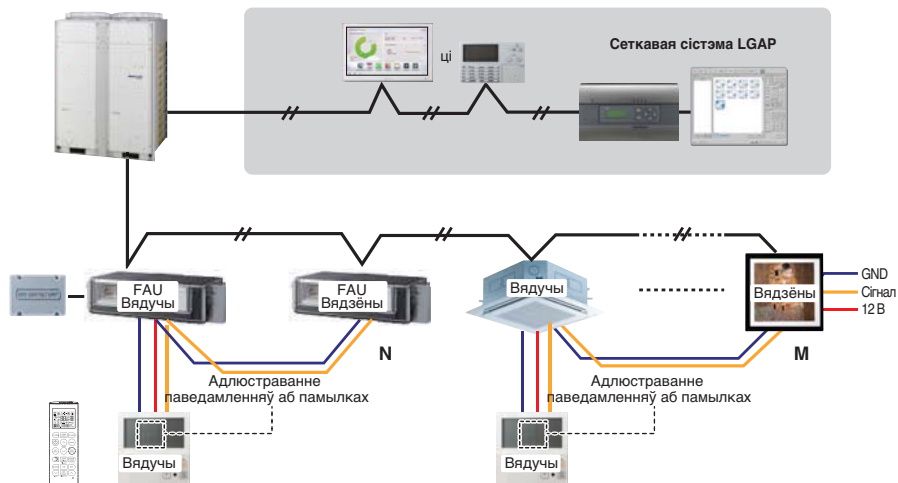 Сеткавая сістэма LGAP
ці
FAU
Вядучы
FAU
Вядзёны
Вядучы
Вядзёны
GND
Сігнал
12 В
N
M
Адлюстраванне
паведамленняў аб памылках
Адлюстраванне
паведамленняў аб памылках
Вядучы
Вядучы